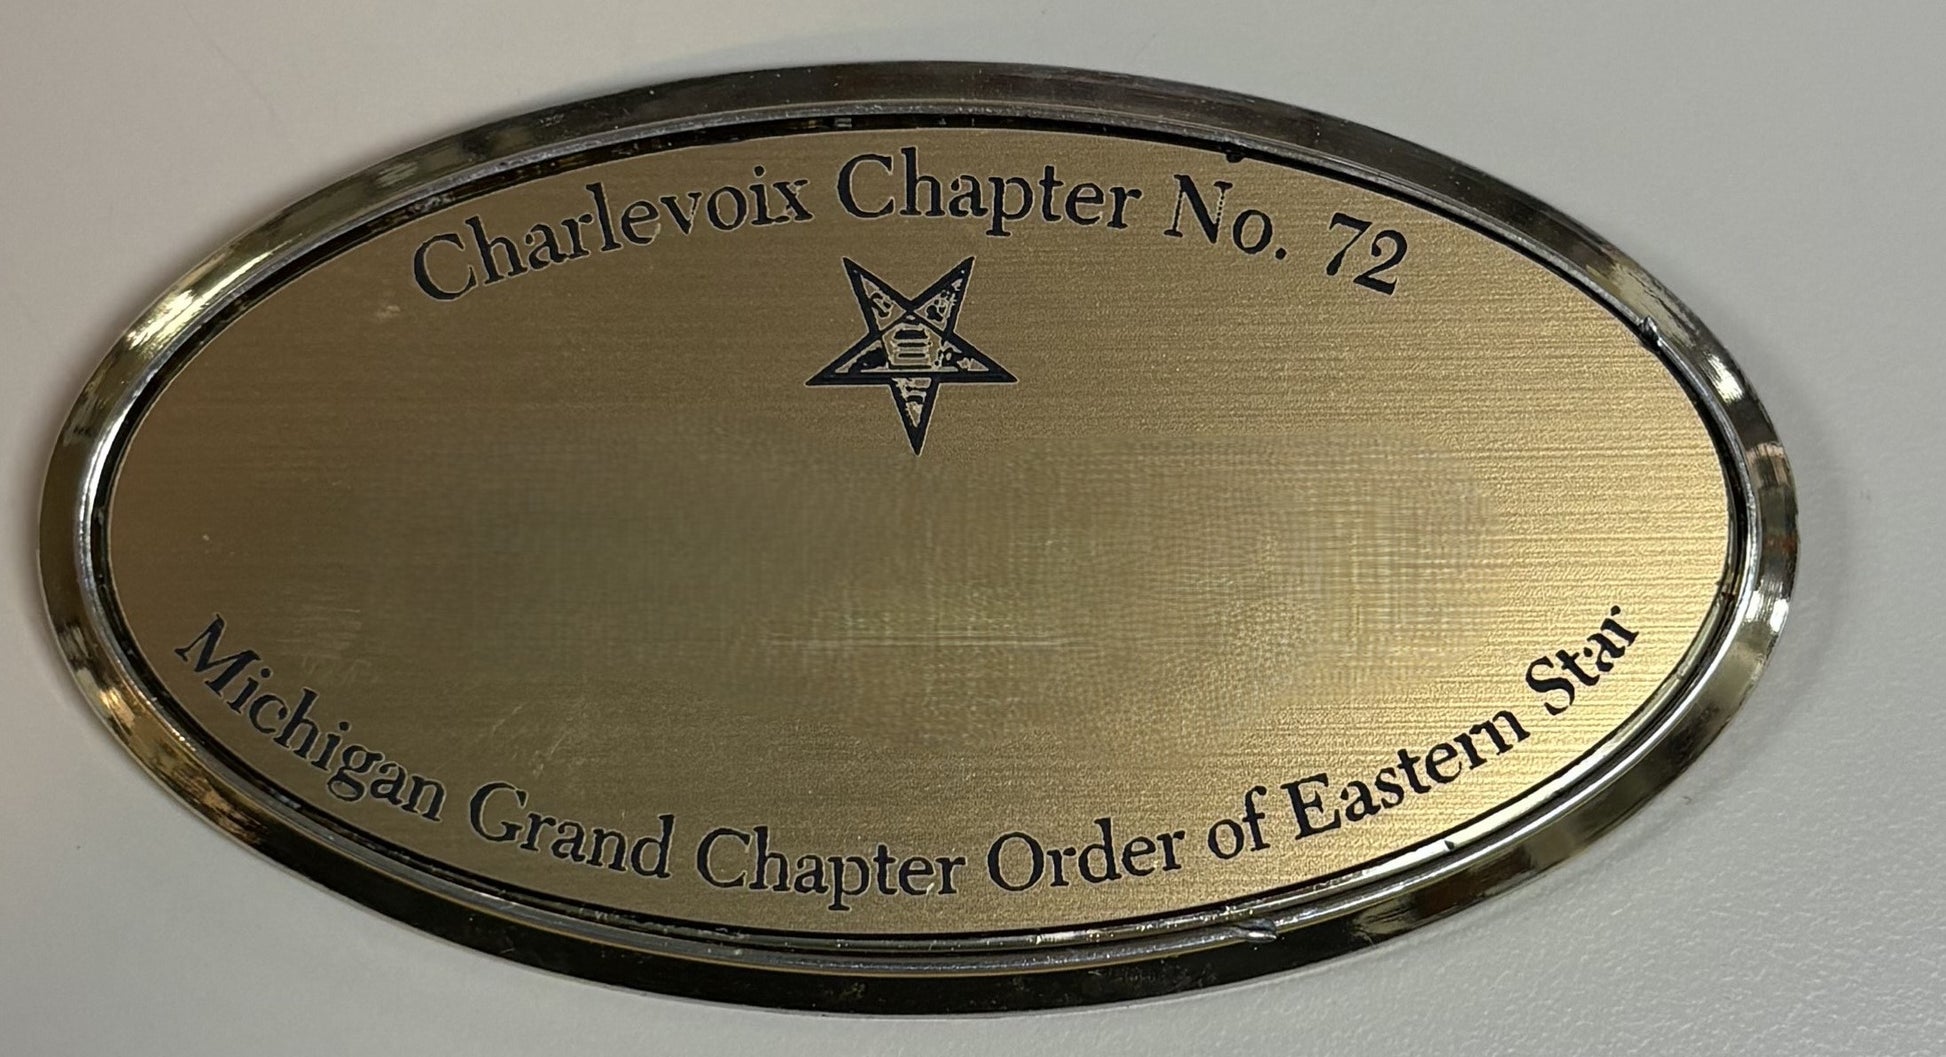 Charlevoix Chapter No. 72
Michigan Grand Chapter Order of Eastern Star